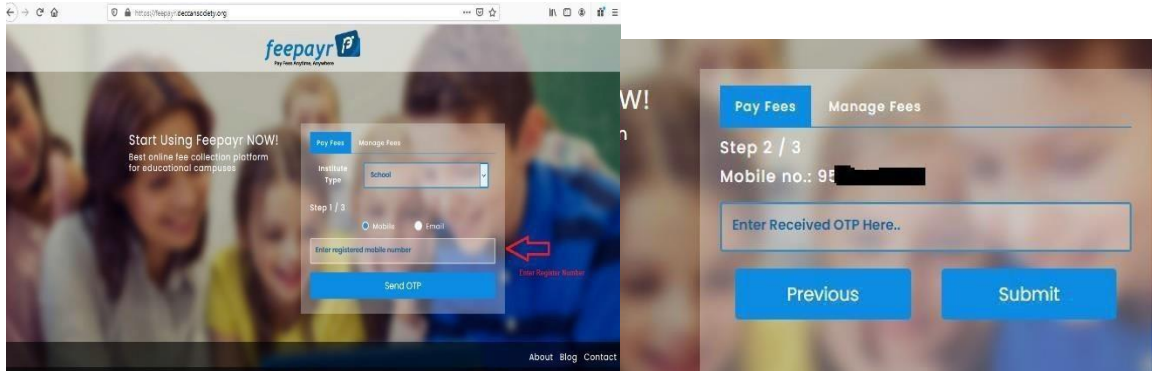 https://feepayr.deccansociety.org
feepayr
Pay Fees Anytime, Anywhere
Start Using Feepayr NOW!
Best online fee collection platform
for educational campuses
Pay Fees Manage Fees
Institute
Type
School
Step 1 / 3
Mobile Email
Enter registered mobile number
Enter Register Number
Send OTP
About Blog Contact
W!
n
Pay Fees Manage Fees
Step 2 / 3
Mobile no.: 95
Enter Received OTP Here..
Previous Submit